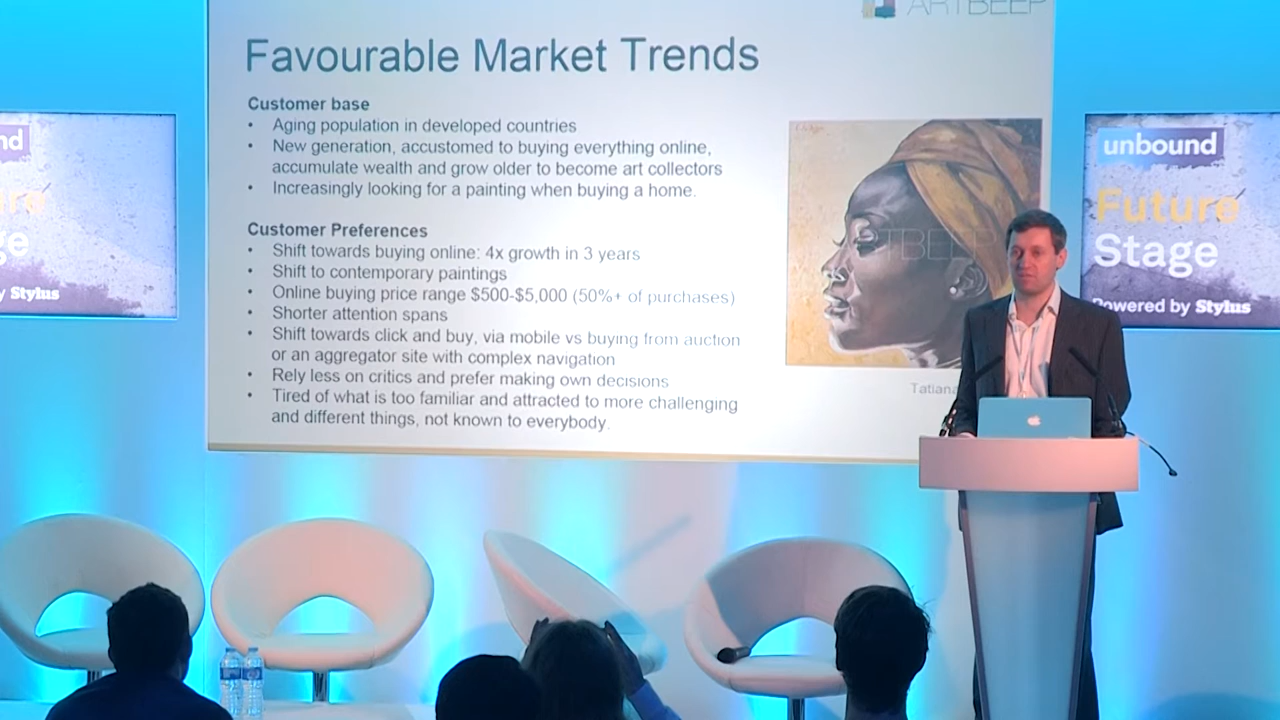 ARTBEEP
Favourable Market Trends
Customer base
• Aging population in developed countries
• New generation, accustomed to buying everything online,
accumulate wealth and grow older to become art collectors
• Increasingly looking for a painting when buying a home.
Customer Preferences
• Shift towards buying online: 4x growth in 3 years
• Shift to contemporary paintings
• Online buying price range $500-$5,000 (50%+ of purchases)
• Shorter attention spans
• Shift towards click and buy, via mobile vs buying from auction
or an aggregator site with complex navigation
• Rely less on critics and prefer making own decisions
• Tired of what is too familiar and attracted to more challenging
and different things, not known to everybody.
ARTBEEP
Tatiana
nd
ure
ge
y Stylus
unbound
Future
Stage
Powered by Stylus